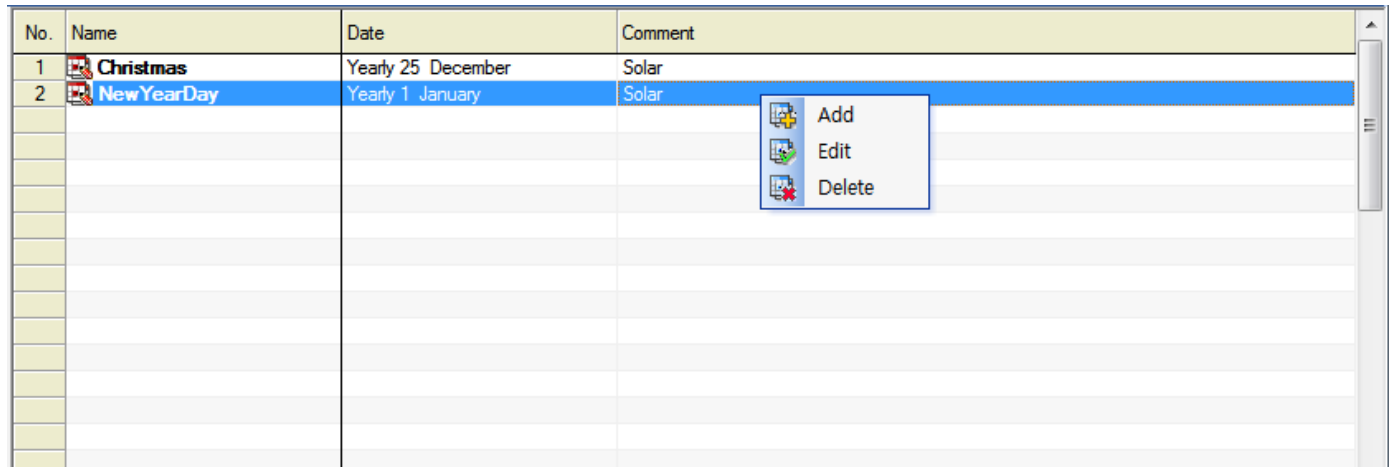 No. Name Date Comment
1 Christmas Yearly 25 December Solar
2 NewYearDay Yearly 1 January Solar
Add
Edit
Delete